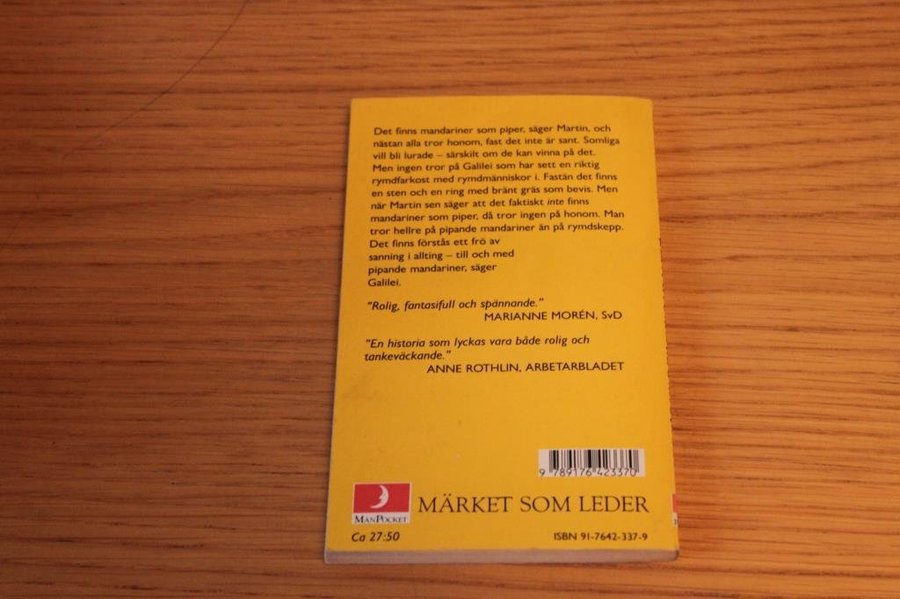 Det finns mandariner som piper, säger Martin, och
nästan alla tror honom, fast det inte är sant. Somliga
vill bli lurade – särskilt om de kan vinna på det.
Men ingen tror på Galilei som har sett en riktig
rymdfarkost med rymdmänniskor i. Fastän det finns
en sten och en ring med bränt gräs som bevis. Men
när Martin sen säger att det faktiskt inte finns
mandariner som piper, då tror ingen på honom. Man
tror hellre på pipande mandariner än på rymdskepp.
Det finns förstås ett frö av
sanning i allting – till och med
pipande mandariner, säger
Galilei.
"Rolig, fantasifull och spännande."
MARIANNE MORÉN, SvD
"En historia som lyckas vara både rolig och
tankeväckande."
ANNE ROTHLIN, ARBETARBLADET
9 789176 423370
MÅNPOCKET
MÄRKET SOM LEDER
Ca 27:50
ISBN 91-7642-337-9